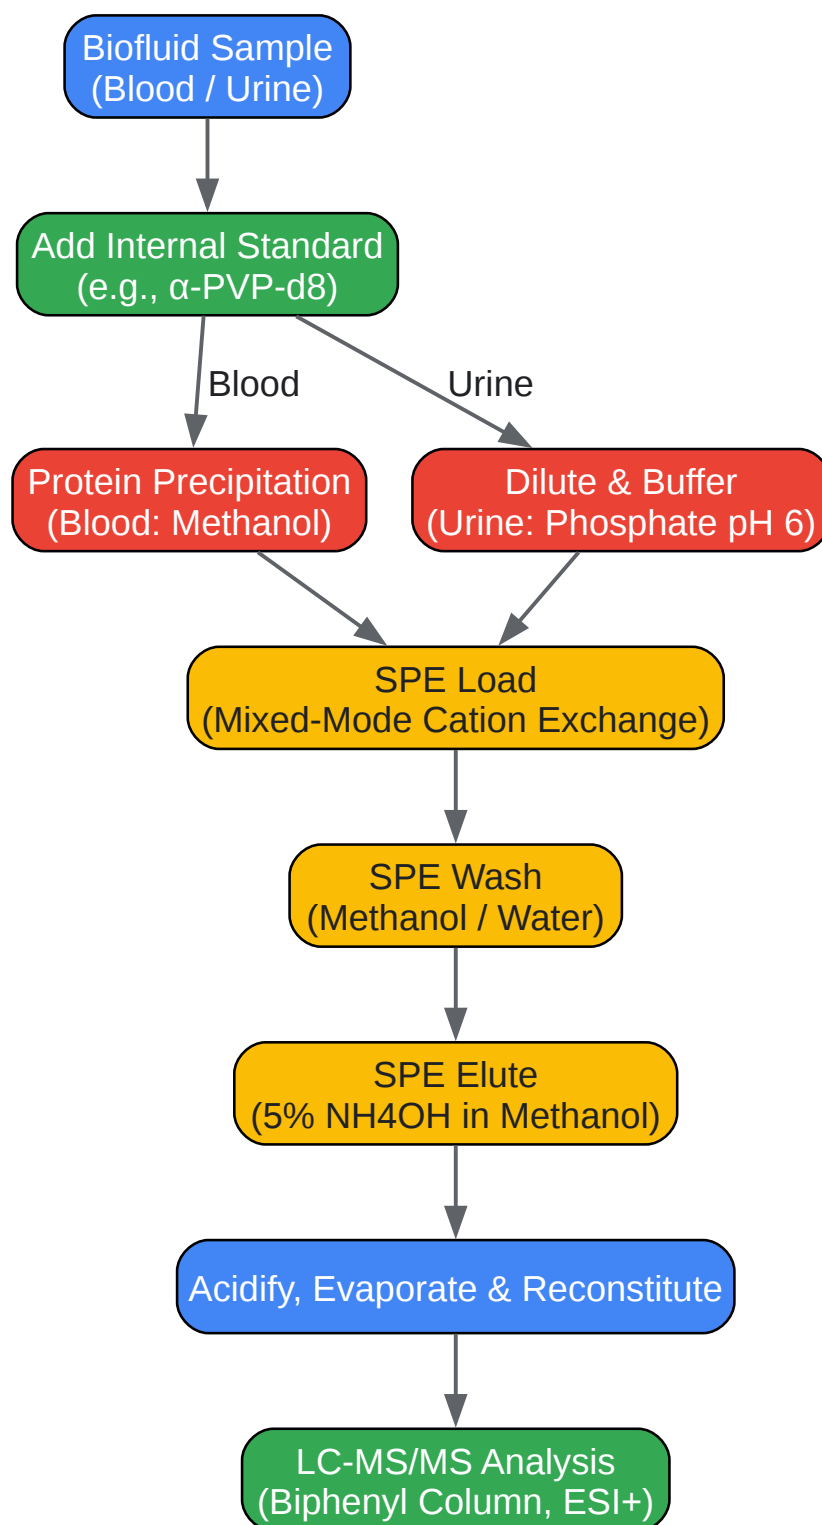 Biofluid Sample
(Blood / Urine)
Add Internal Standard
(e.g., α-PVP-d8)
Blood
Urine
Protein Precipitation
(Blood: Methanol)
Dilute & Buffer
(Urine: Phosphate pH 6)
SPE Load
(Mixed-Mode Cation Exchange)
SPE Wash
(Methanol / Water)
SPE Elute
(5% NH4OH in Methanol)
Acidify, Evaporate & Reconstitute
LC-MS/MS Analysis
(Biphenyl Column, ESI+)